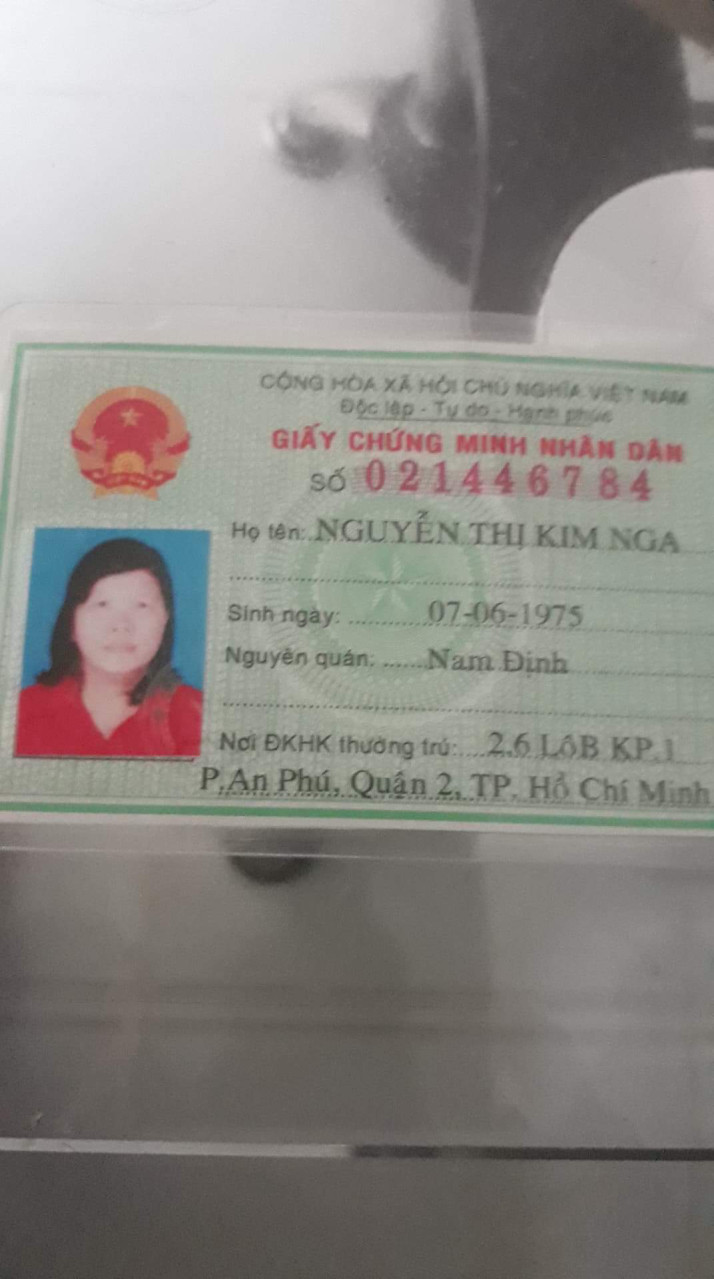 CỘNG HÒA XÃ HỘI CHỦ NGHĨA VIỆT NAM
Độc lập - Tự do - Hạnh phúc
GIẤY CHỨNG MINH NHÂN DÂN
SỐ 021446784
Họ tên: NGUYỄN THỊ KIM NGA
Sinh ngày: 07-06-1975
Nguyên quán: Nam Định
Nơi ĐKHK thường trú: 2.6 LôB KP.1
P.An Phú, Quận 2, TP. Hồ Chí Minh